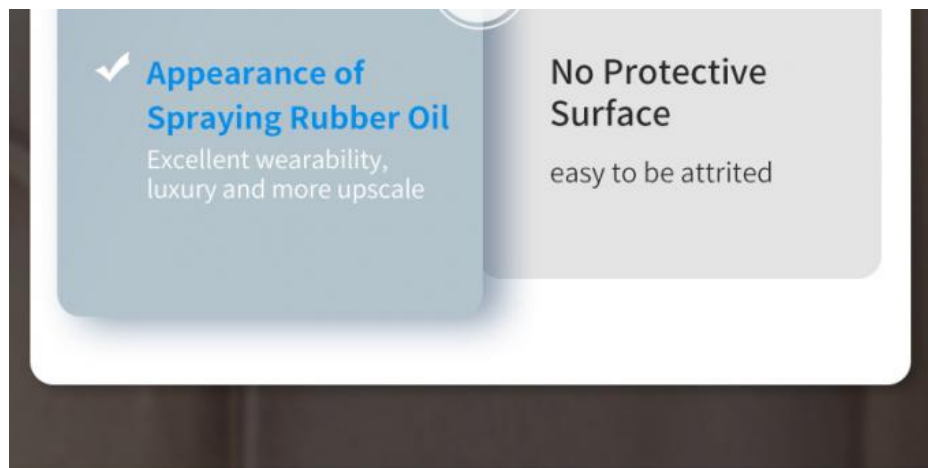 Appearance of
Spraying Rubber Oil
Excellent wearability,
luxury and more upscale
No Protective
Surface
easy to be attrited